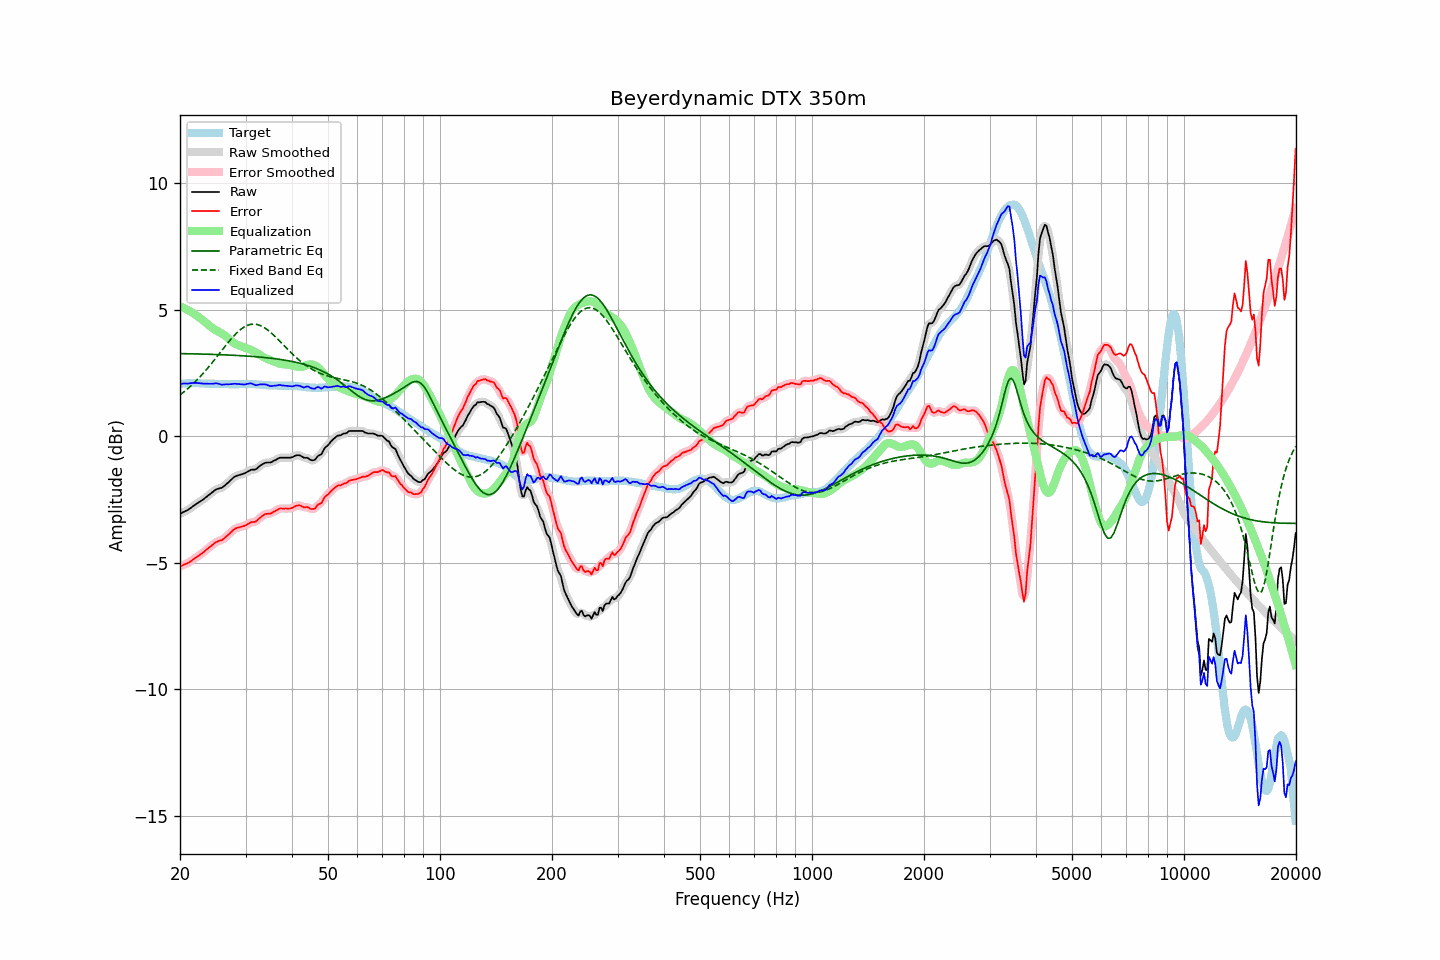 Beyerdynamic DTX 350m
Target
Raw Smoothed
Error Smoothed
Raw
Error
Equalization
Parametric Eq
Fixed Band Eq
Equalized
10
5
0
−5
−10
−15
Amplitude (dBr)
20 50 100 200 500 1000 2000 5000 10000 20000
Frequency (Hz)